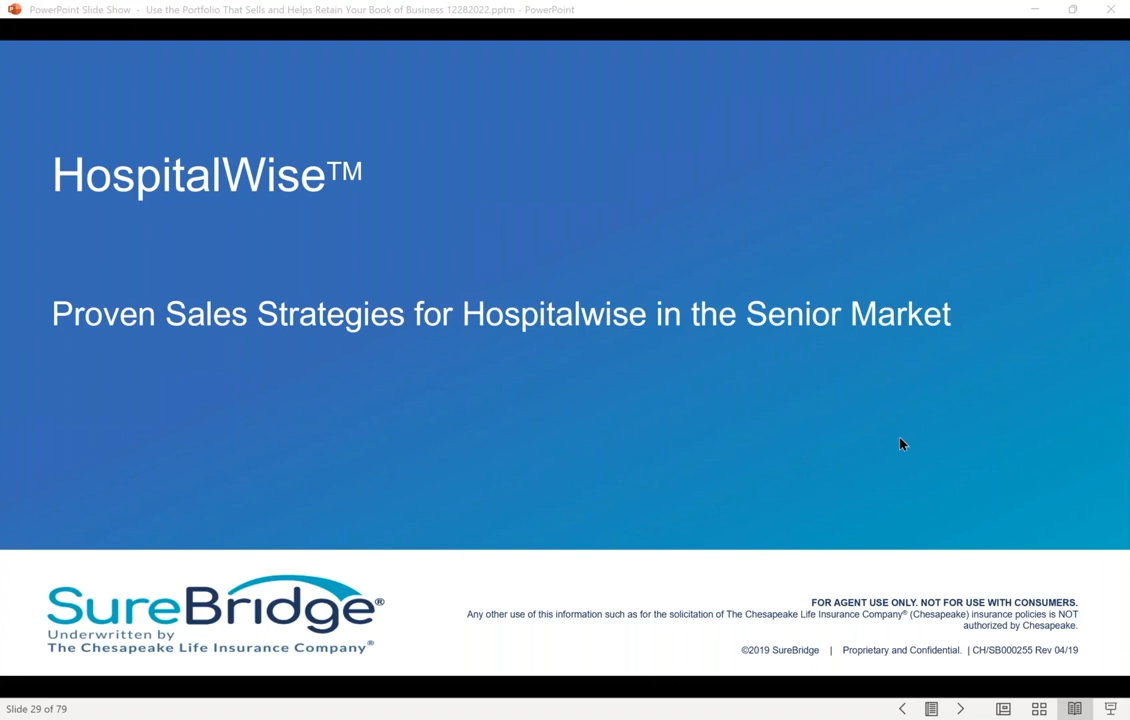 PowerPoint Slide Show - Use the Portfolio That Sells and Helps Retain Your Book of Business 12282022.pptm - PowerPoint
HospitalWise™
Proven Sales Strategies for Hospitalwise in the Senior Market
SureBridge®
Underwritten by
The Chesapeake Life Insurance Company®
FOR AGENT USE ONLY. NOT FOR USE WITH CONSUMERS.
Any other use of this information such as for the solicitation of The Chesapeake Life Insurance Company® (Chesapeake) insurance policies is NOT
authorized by Chesapeake.
©2019 SureBridge | Proprietary and Confidential. | CH/SB000255 Rev 04/19
Slide 29 of 79